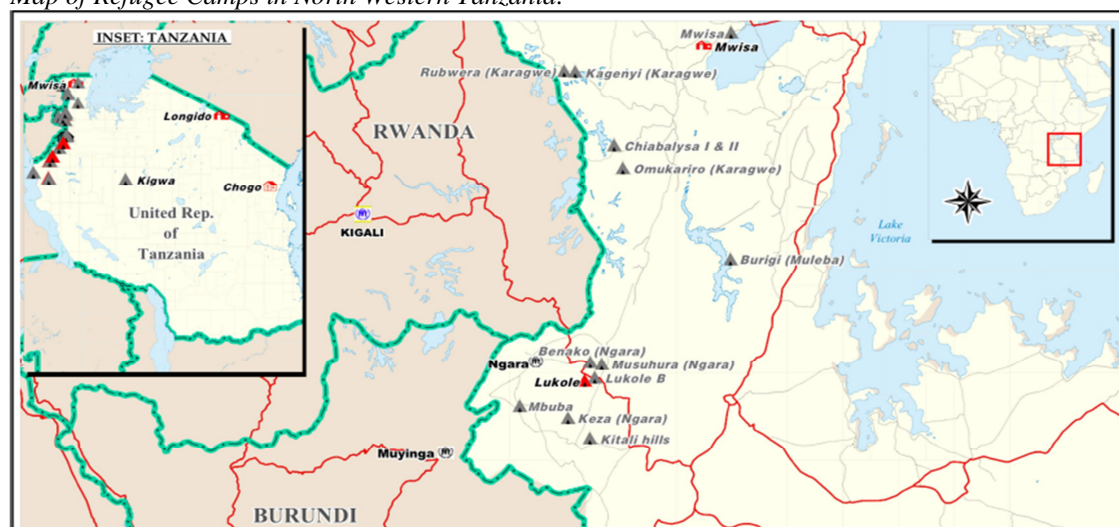 Map of Refugee Camps in North Western Tanzania.
INSET: TANZANIA
Mwisa
Longido
Kigwa
Chogo
United Rep.
of
Tanzania
Mwisa
Mwisa
Rubwera (Karagwe)
Kagenyi (Karagwe)
RWANDA
Chiabalysa I & II
Omukariro (Karagwe)
KIGALI
Lake
Victoria
Burigi (Muleba)
Benako (Ngara)
Ngara
Musuhura (Ngara)
Lukole
Lukole B
Mbuba
Keza (Ngara)
Kitali hills
Muyinga
BURUNDI